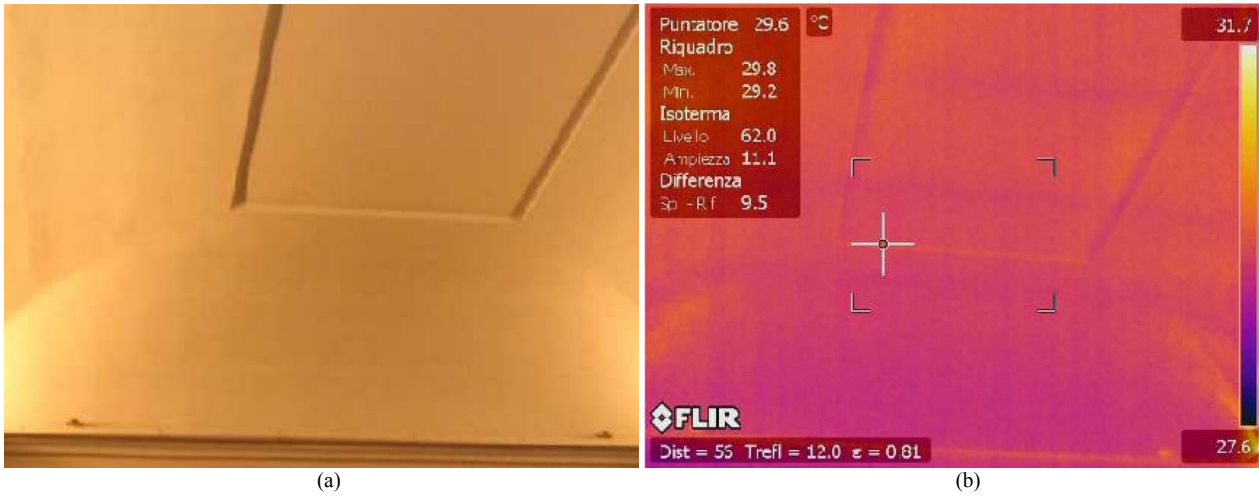 Puntatore 29.6 °C
31.7
Riquadro
Max. 29.8
Min. 29.2
Isoterma
Livello 62.0
Ampiezza 11.1
Differenza
Sp - Rif 9.5
FLIR
Dist = 55 Trefl = 12.0 ε = 0.81
27.6
(a)
(b)